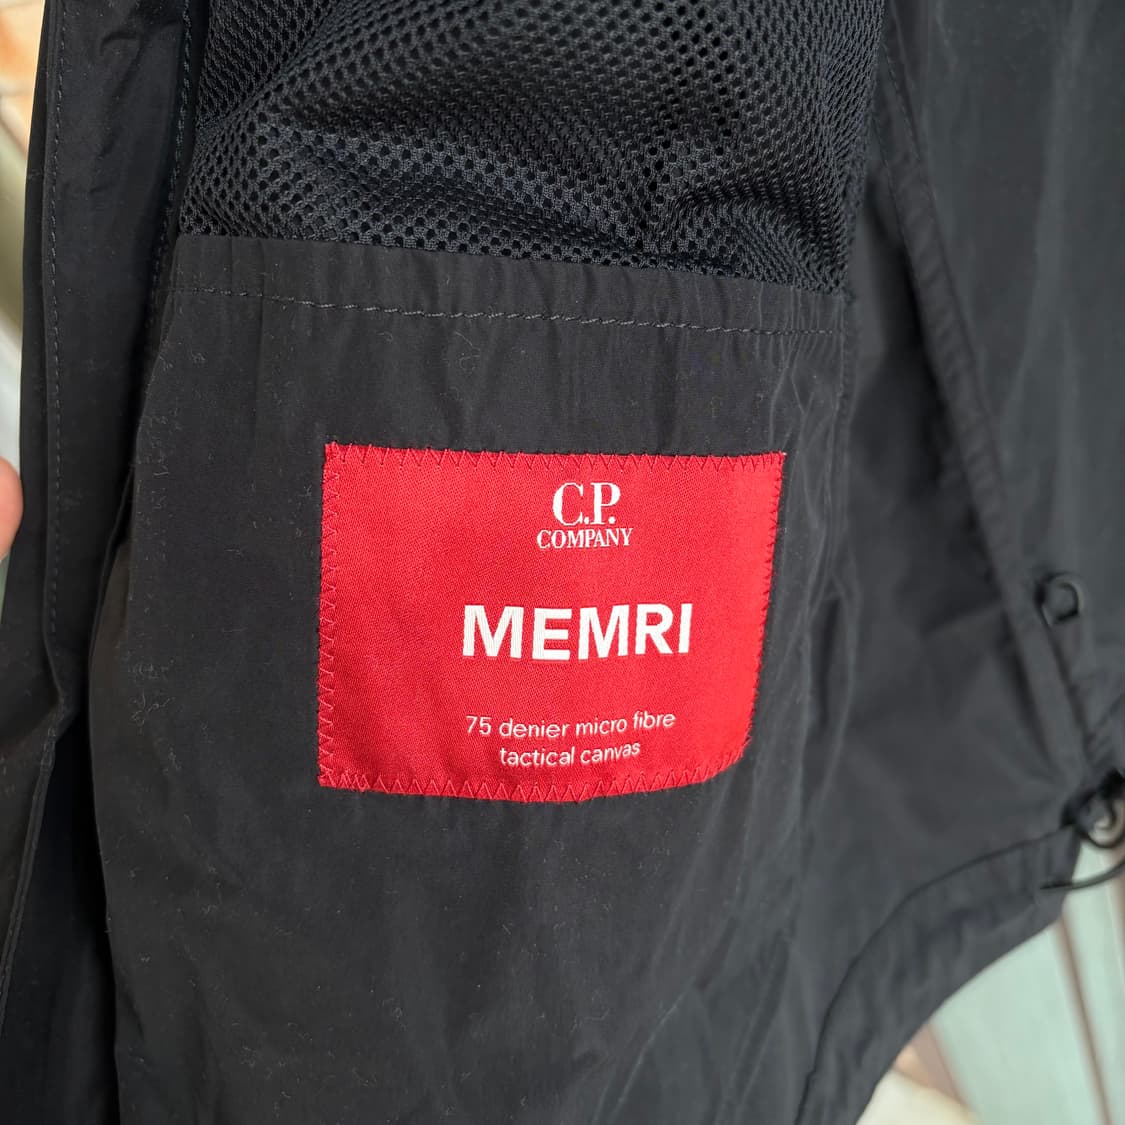 C.P.
COMPANY
MEMRI
75 denier micro fibre
tactical canvas